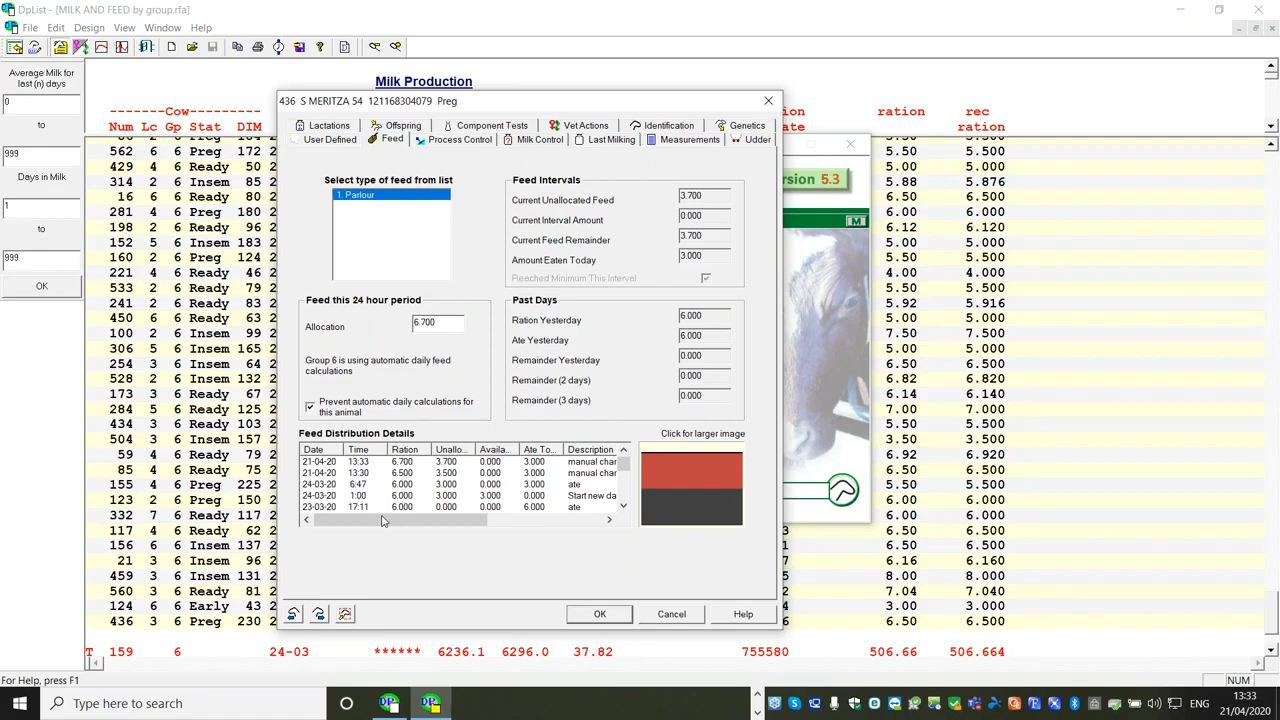 DpList - [MILK AND FEED by group.rfa]
File Edit Design View Window Help
Average Milk for
last (n) days
0
to
999
Days in Milk
1
to
999
OK
Milk Production
-------Cow-------
Num Lc Gp Stat DIM
ration
rec
ration
562 6 6 Preg 172 5.50 5.500
429 4 6 Ready 50 5.00 5.000
314 2 6 Insem 85 5.88 5.876
16 6 6 Ready 80 6.00 6.000
281 4 6 Preg 180 6.00 6.000
198 2 6 Ready 96 6.12 6.120
152 5 6 Insem 183 5.00 5.000
160 2 6 Preg 124 6.00 6.000
221 4 6 Ready 46 4.00 4.000
533 2 6 Ready 79 6.00 6.000
241 2 6 Ready 83 5.92 5.916
450 6 6 Ready 63 5.00 5.000
100 2 6 Insem 99 7.50 7.500
306 5 6 Insem 165 5.00 5.000
254 3 6 Insem 64 6.00 6.000
528 2 6 Insem 132 6.82 6.820
173 3 6 Ready 67 6.14 6.140
284 5 6 Ready 125 7.00 7.000
434 3 6 Ready 103 6.50 6.500
504 3 6 Insem 157 6.50 6.500
59 4 6 Ready 79 6.92 6.920
85 4 6 Ready 75 6.00 6.000
164 6 6 Preg 225 6.50 6.500
123 2 6 Preg 150 6.00 6.000
332 7 6 Ready 117 6.00 6.000
117 4 6 Ready 62 6.50 6.500
156 6 6 Insem 137 6.50 6.500
21 3 6 Insem 60 6.16 6.160
459 3 6 Insem 131 8.00 8.000
560 3 6 Ready 81 7.04 7.040
124 6 6 Early 43 3.00 3.000
436 3 6 Preg 230 6.50 6.500
T 159 6 24-03 ****** 6236.1 6296.0 37.82 755580 506.66 506.664
436 S MERITZA 54 121168304079 Preg
Lactations Offspring Component Tests Vet Actions Identification Genetics
User Defined Feed Process Control Milk Control Last Milking Measurements Udder
Select type of feed from list
1. Parlour
Feed Intervals
Current Unallocated Feed 3.700
Current Interval Amount 0.000
Current Feed Remainder 3.700
Amount Eaten Today 3.000
Reached Minimum This Interval
Feed this 24 hour period
Allocation 6.700
Group 6 is using automatic daily feed
calculations
Prevent automatic daily calculations for
this animal
Past Days
Ration Yesterday 6.000
Ate Yesterday 6.000
Remainder Yesterday 0.000
Remainder (2 days) 0.000
Remainder (3 days) 0.000
Feed Distribution Details
Click for larger image
Date Time Ration Unallo... Availa... Ate To... Description
21-04-20 13:33 6.700 3.700 0.000 3.000 manual char
21-04-20 13:30 6.500 3.500 0.000 3.000 manual char
24-03-20 6:47 6.000 3.000 0.000 3.000 ate
24-03-20 1:00 6.000 3.000 3.000 0.000 Start new da
23-03-20 17:11 6.000 0.000 0.000 6.000 ate
OK Cancel Help
rsion 5.3
M
For Help, press F1
NUM
Type here to search
ENG
13:33
21/04/2020